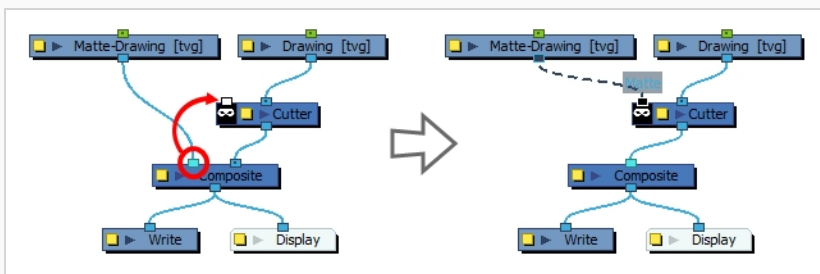 Matte-Drawing [tvg]
Drawing [tvg]
Cutter
Composite
Write
Display
Matte-Drawing [tvg]
Drawing [tvg]
Matte
Cutter
Composite
Write
Display